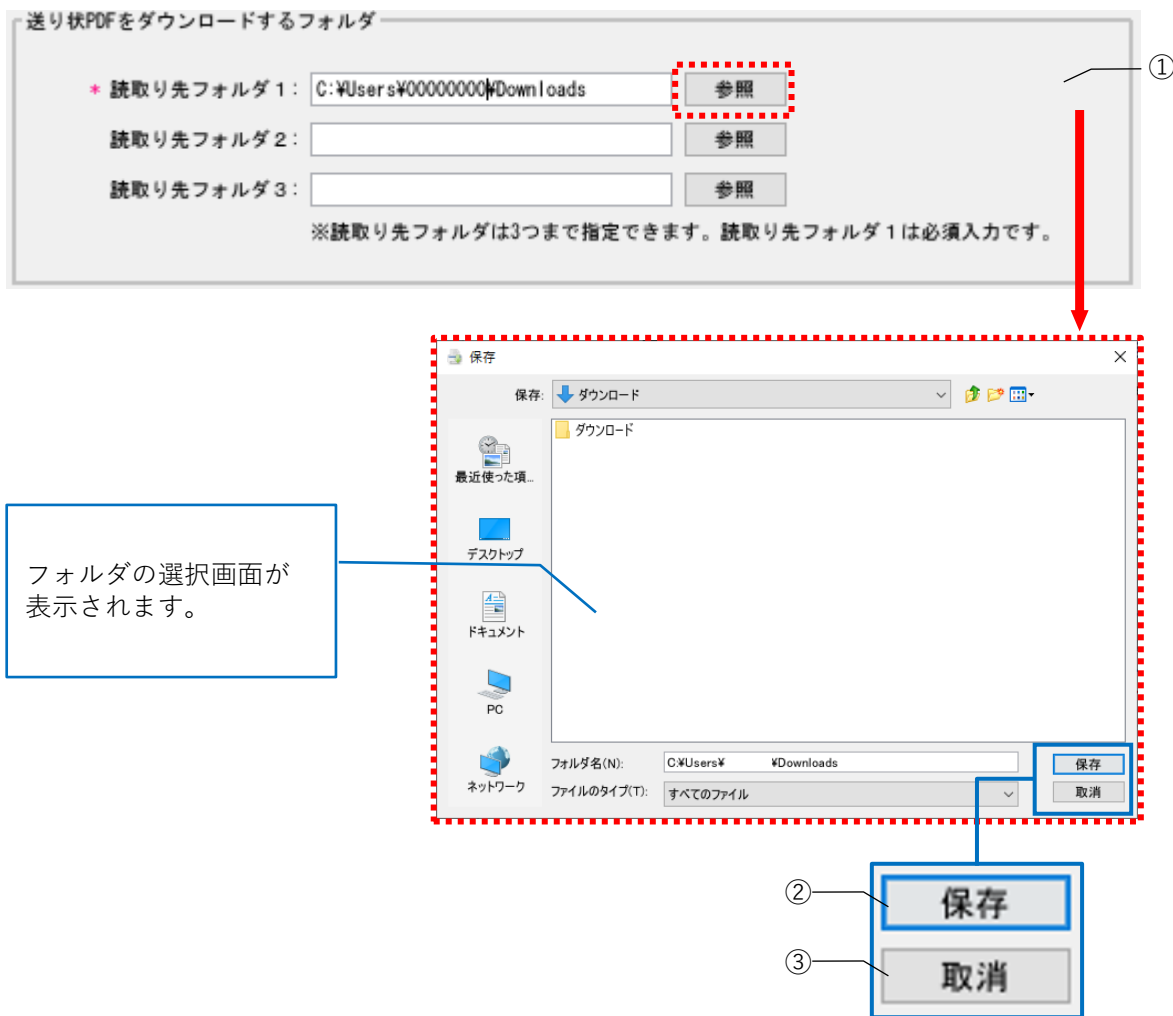 送り状PDFをダウンロードするフォルダ
①
* 読取り先フォルダ1: C:¥Users¥00000000¥Downloads 参照
読取り先フォルダ2: 参照
読取り先フォルダ3: 参照
※読取り先フォルダは3つまで指定できます。読取り先フォルダ1は必須入力です。
保存 ×
保存: ダウンロード
ダウンロード
最近使った項...
デスクトップ
ドキュメント
PC
ネットワーク
フォルダの選択画面が
表示されます。
フォルダ名(N): C:¥Users¥ ¥Downloads 保存
ファイルのタイプ(T): すべてのファイル 取消
② 保存
③ 取消